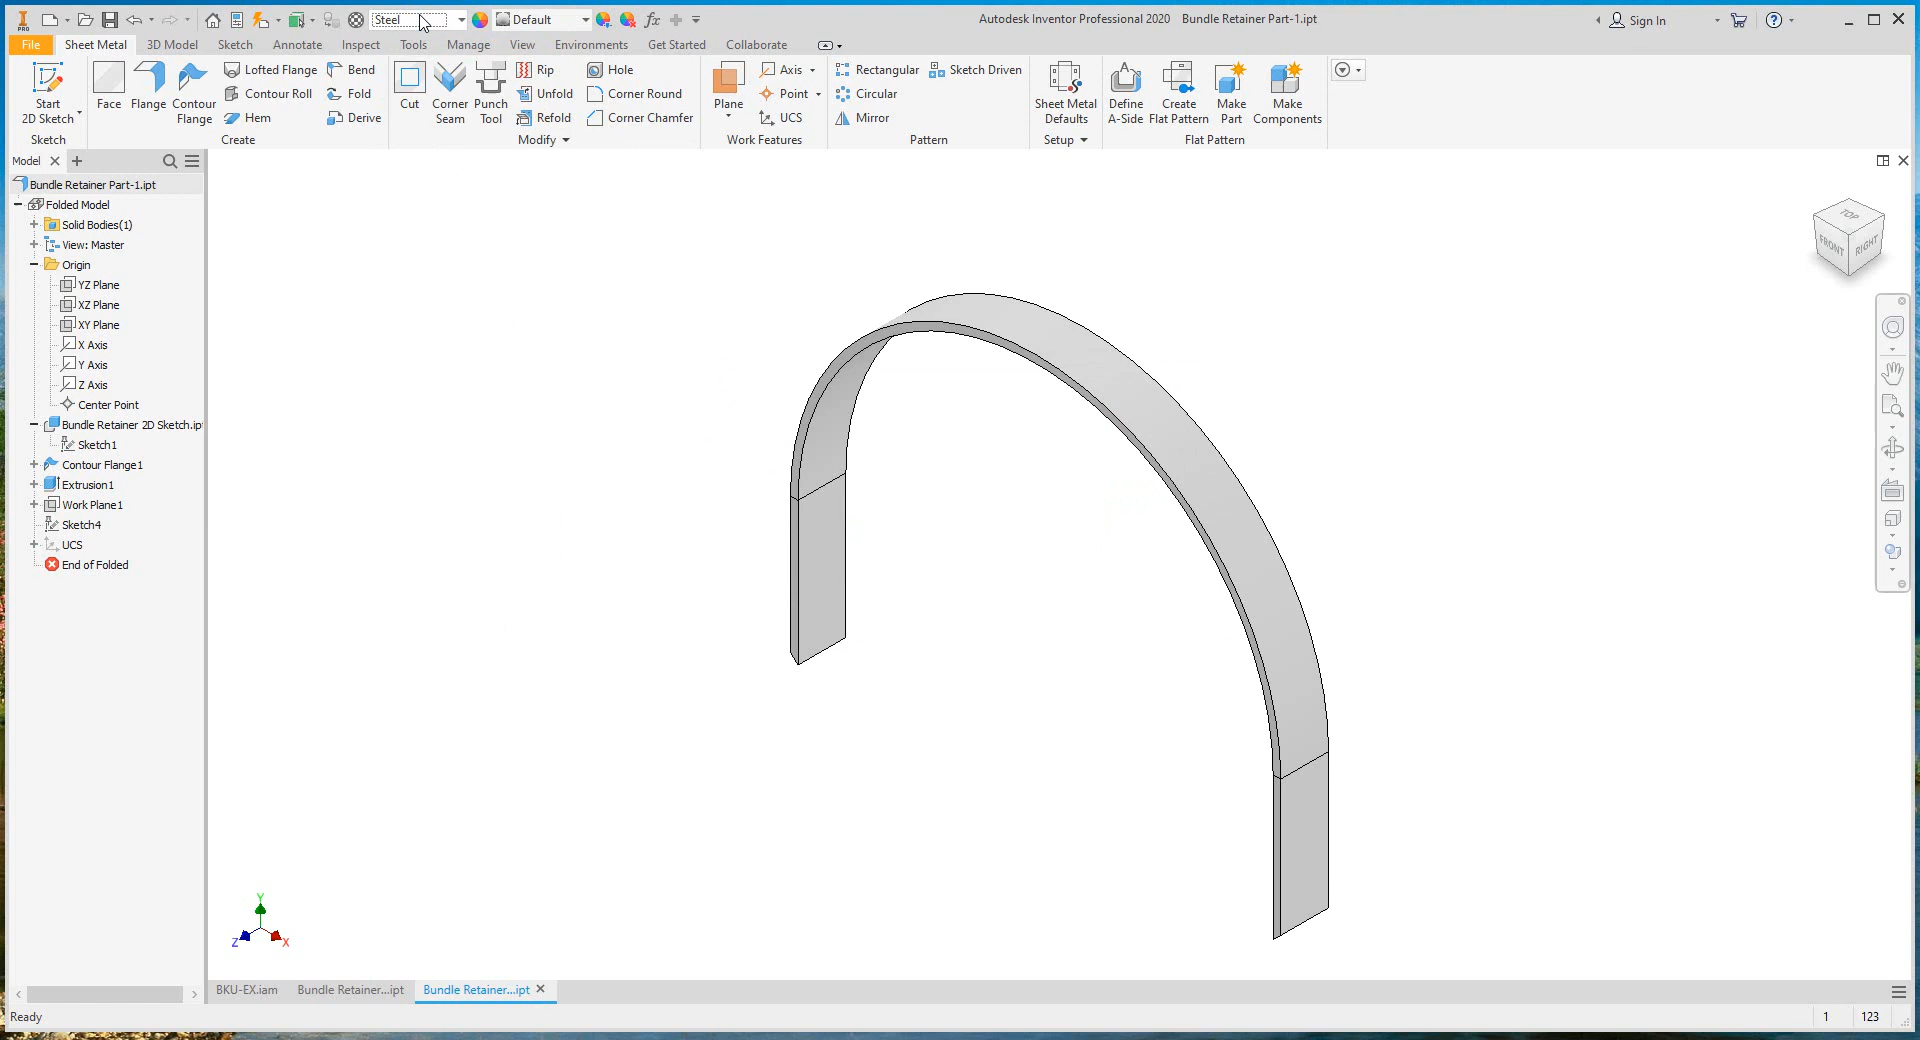 PRO
Steel
Default
fx
Autodesk Inventor Professional 2020 Bundle Retainer Part-1.ipt
Sign In
File
Sheet Metal
3D Model
Sketch
Annotate
Inspect
Tools
Manage
View
Environments
Get Started
Collaborate
Start
2D Sketch
Sketch
Face
Flange
Contour
Flange
Lofted Flange
Contour Roll
Hem
Bend
Fold
Derive
Create
Cut
Corner
Seam
Punch
Tool
Rip
Unfold
Refold
Hole
Corner Round
Corner Chamfer
Modify
Plane
Axis
Point
UCS
Work Features
Rectangular
Circular
Mirror
Sketch Driven
Pattern
Sheet Metal
Defaults
Setup
Define
A-Side
Create
Flat Pattern
Make
Part
Make
Components
Flat Pattern
Model
Bundle Retainer Part-1.ipt
Folded Model
Solid Bodies(1)
View: Master
Origin
YZ Plane
XZ Plane
XY Plane
X Axis
Y Axis
Z Axis
Center Point
Bundle Retainer 2D Sketch.ipt
Sketch1
Contour Flange1
Extrusion1
Work Plane1
Sketch4
UCS
End of Folded
TOP
FRONT
RIGHT
Y
Z
X
BKU-EX.iam
Bundle Retainer...ipt
Bundle Retainer...ipt
Ready
1
123